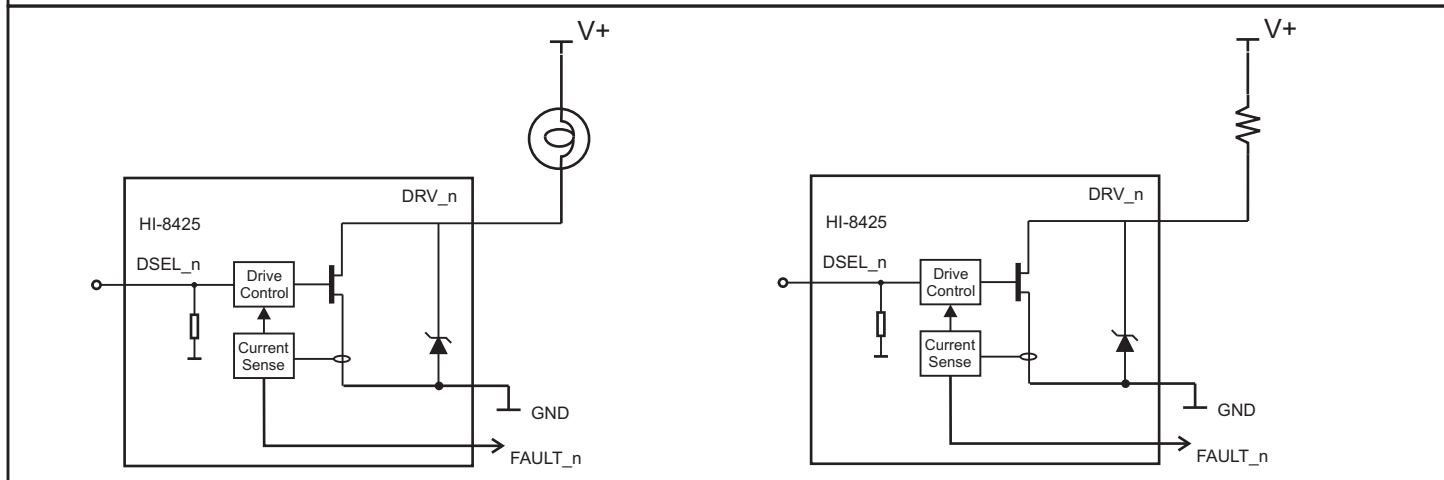 V+
DRV_n
HI-8425
DSEL_n
Drive
Control
Current
Sense
GND
FAULT_n
V+
DRV_n
HI-8425
DSEL_n
Drive
Control
Current
Sense
GND
FAULT_n